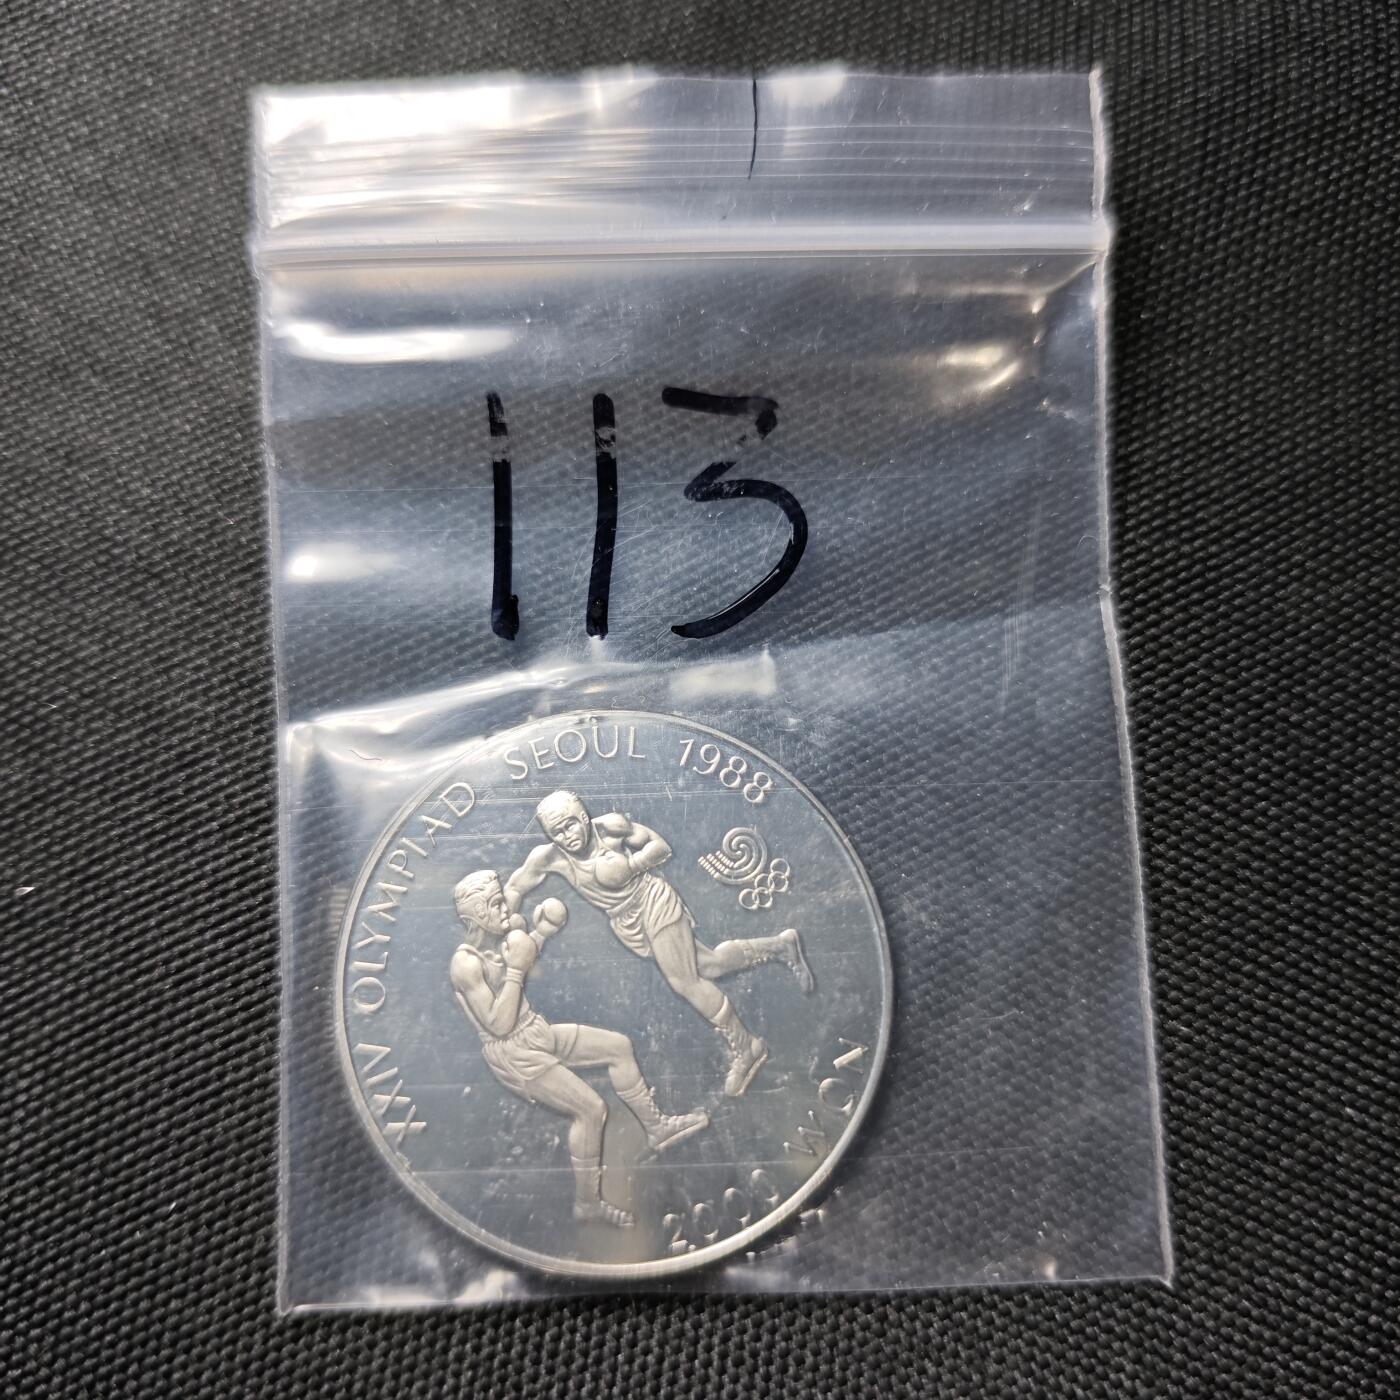 113
XXIV OLYMPIAD SEOUL 1988
2000 WON